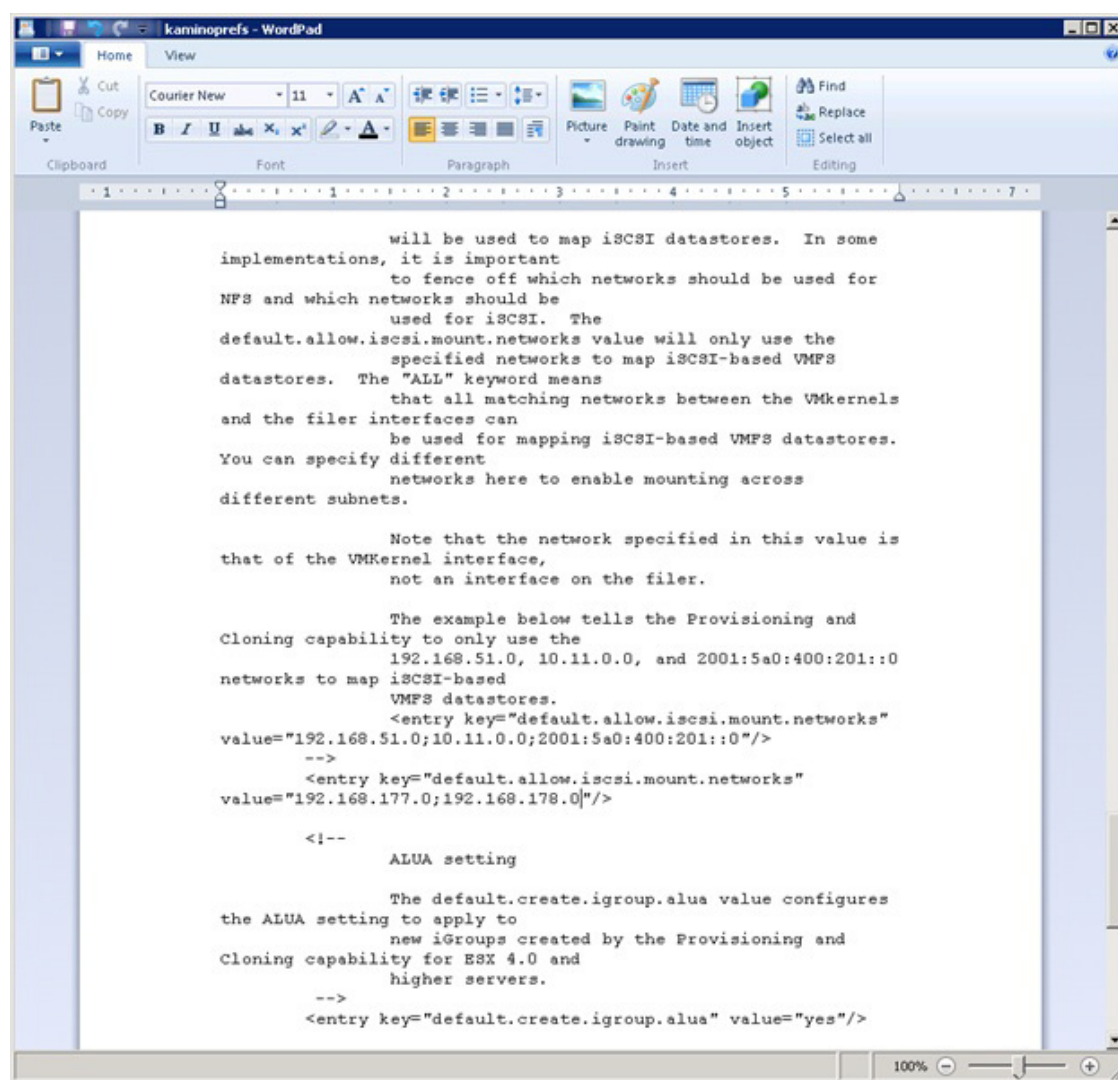 kaminoprefs - WordPad
Home View
Cut
Copy
Paste
Courier New 11 A A
B I U abc X₂ x² A
Picture
Paint drawing
Date and time
Insert object
Find
Replace
Select all
Clipboard Font Paragraph Insert Editing
1 1 2 3 4 5 7
will be used to map iSCSI datastores.  In some
implementations, it is important
to fence off which networks should be used for
NFS and which networks should be
used for iSCSI.  The
default.allow.iscsi.mount.networks value will only use the
specified networks to map iSCSI-based VMFS
datastores.  The "ALL" keyword means
that all matching networks between the VMkernels
and the filer interfaces can
be used for mapping iSCSI-based VMFS datastores.
You can specify different
networks here to enable mounting across
different subnets.
Note that the network specified in this value is
that of the VMKernel interface,
not an interface on the filer.
The example below tells the Provisioning and
Cloning capability to only use the
192.168.51.0, 10.11.0.0, and 2001:5a0:400:201::0
networks to map iSCSI-based
VMFS datastores.
<entry key="default.allow.iscsi.mount.networks"
value="192.168.51.0;10.11.0.0;2001:5a0:400:201::0"/>
-->
<entry key="default.allow.iscsi.mount.networks"
value="192.168.177.0;192.168.178.0"/>
<!--
ALUA setting
The default.create.igroup.alua value configures
the ALUA setting to apply to
new iGroups created by the Provisioning and
Cloning capability for ESX 4.0 and
higher servers.
-->
<entry key="default.create.igroup.alua" value="yes"/>
100%